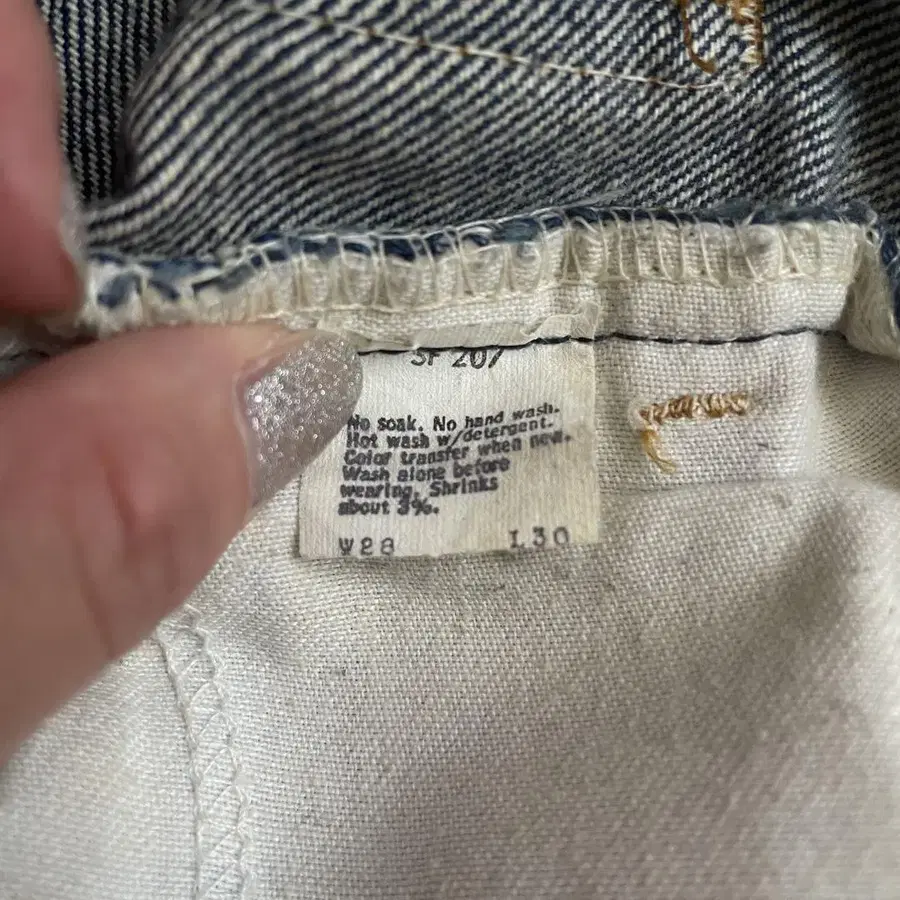 SF 207
No soak. No hand wash.
Hot wash w/detergent.
Color transfer when new.
Wash alone before
wearing. Shrinks
about 3%.
W28 L30